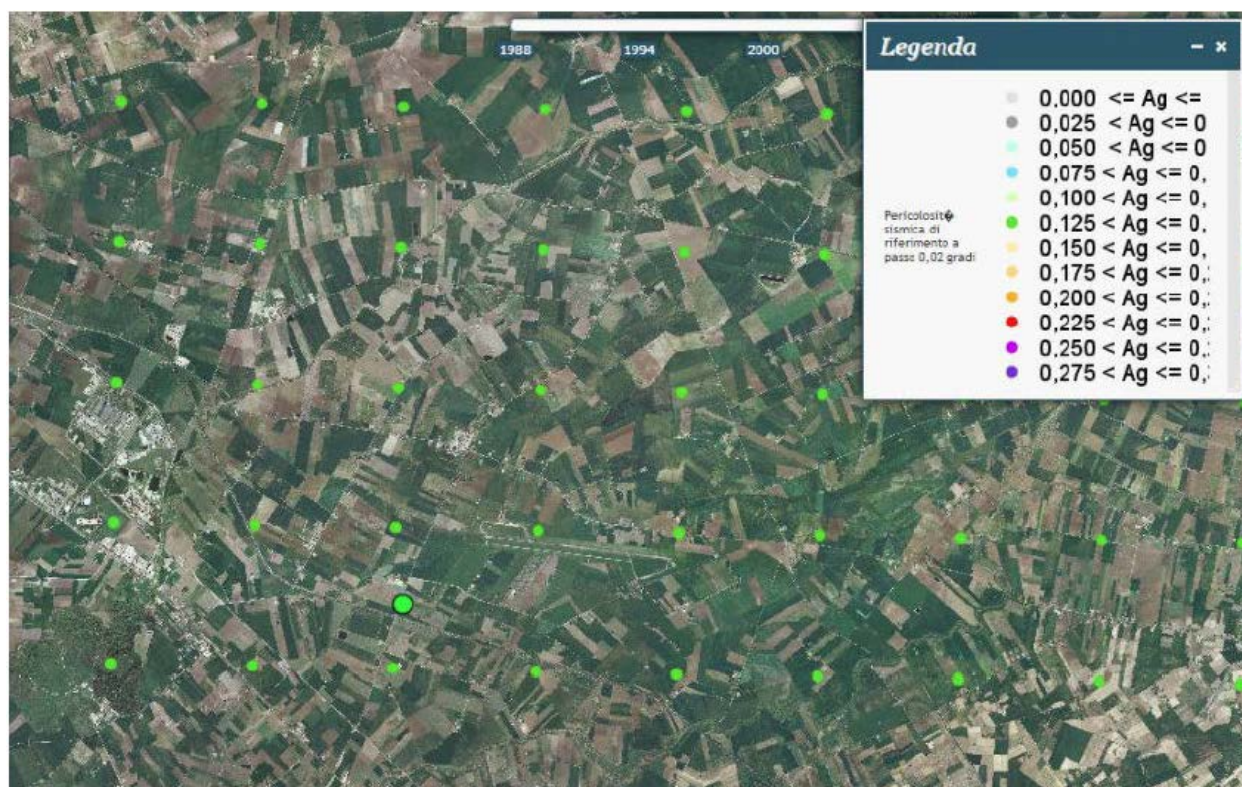 1988 1994 2000
Legenda
0,000 <= Ag <=
0,025 < Ag <= 0
0,050 < Ag <= 0
0,075 < Ag <= 0,
0,100 < Ag <= 0,
0,125 < Ag <= 0,
0,150 < Ag <= 0,
0,175 < Ag <= 0,
0,200 < Ag <= 0,
0,225 < Ag <= 0,
0,250 < Ag <= 0,
0,275 < Ag <= 0,
Pericolosit�
sismica di
riferimento a
passo 0,02 gradi